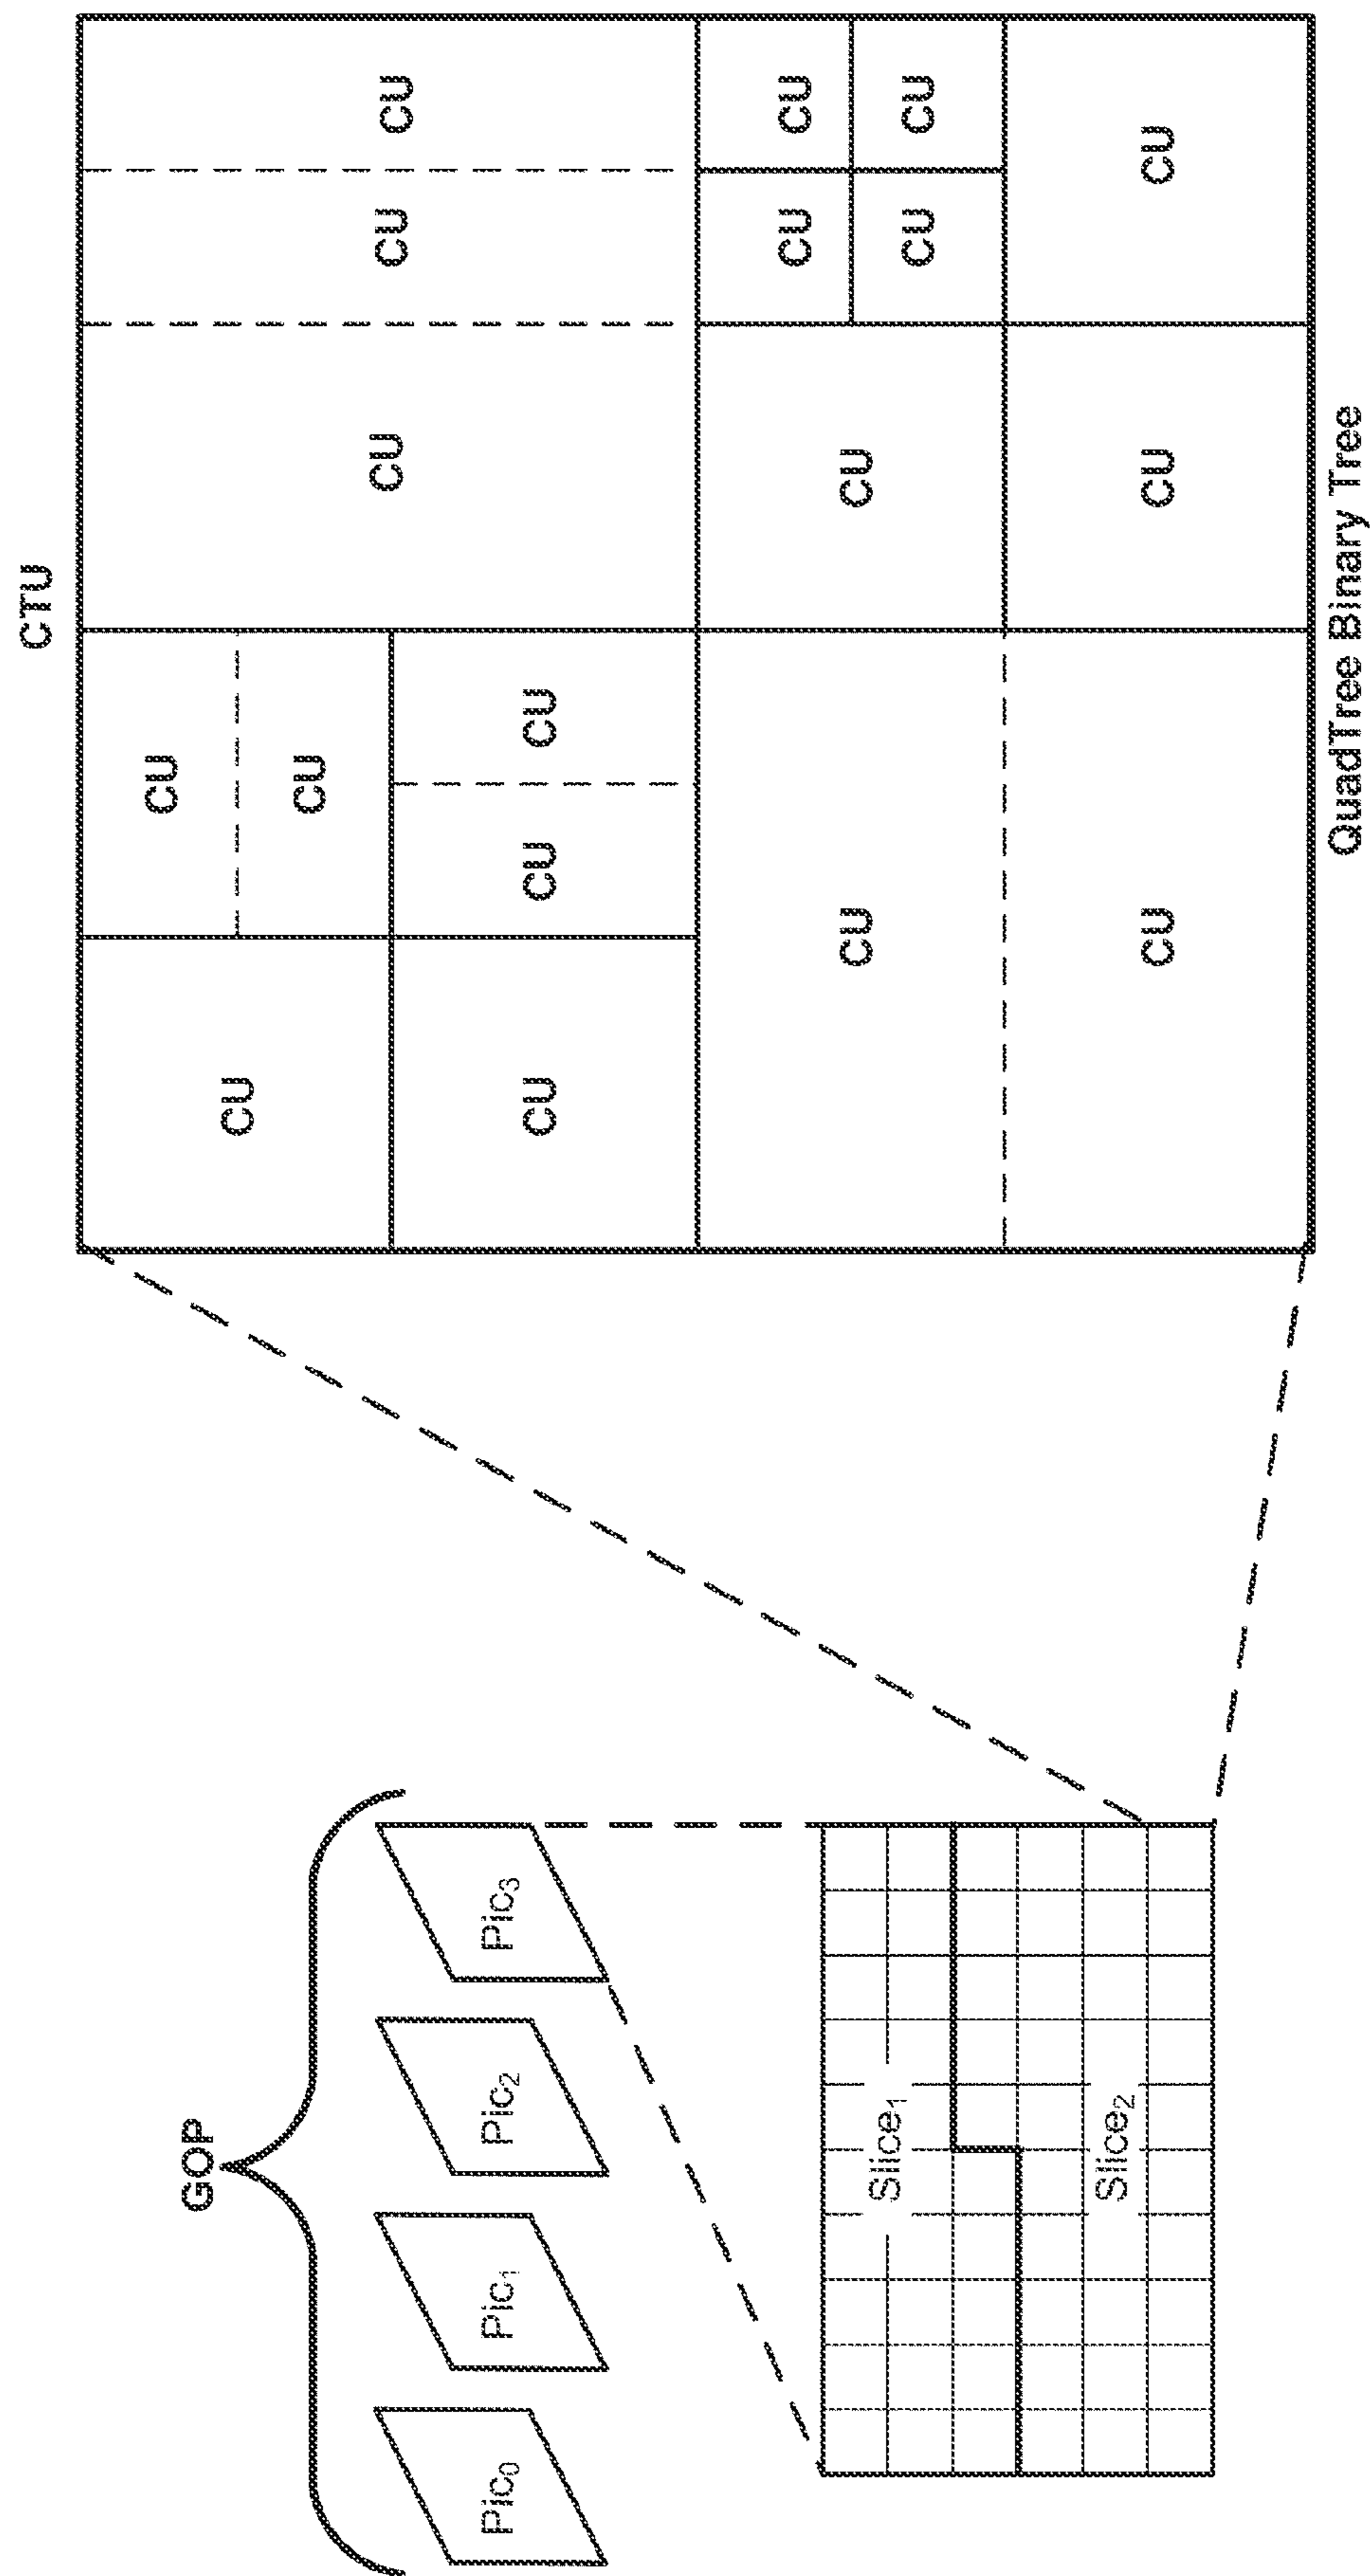 GOP
Pic₀ Pic₁ Pic₂ Pic₃
Slice₁
Slice₂
CTU
CU
CU
CU
CU CU CU
CU CU CU
CU CU
CU CU
CU CU
CU CU CU
QuadTree Binary Tree